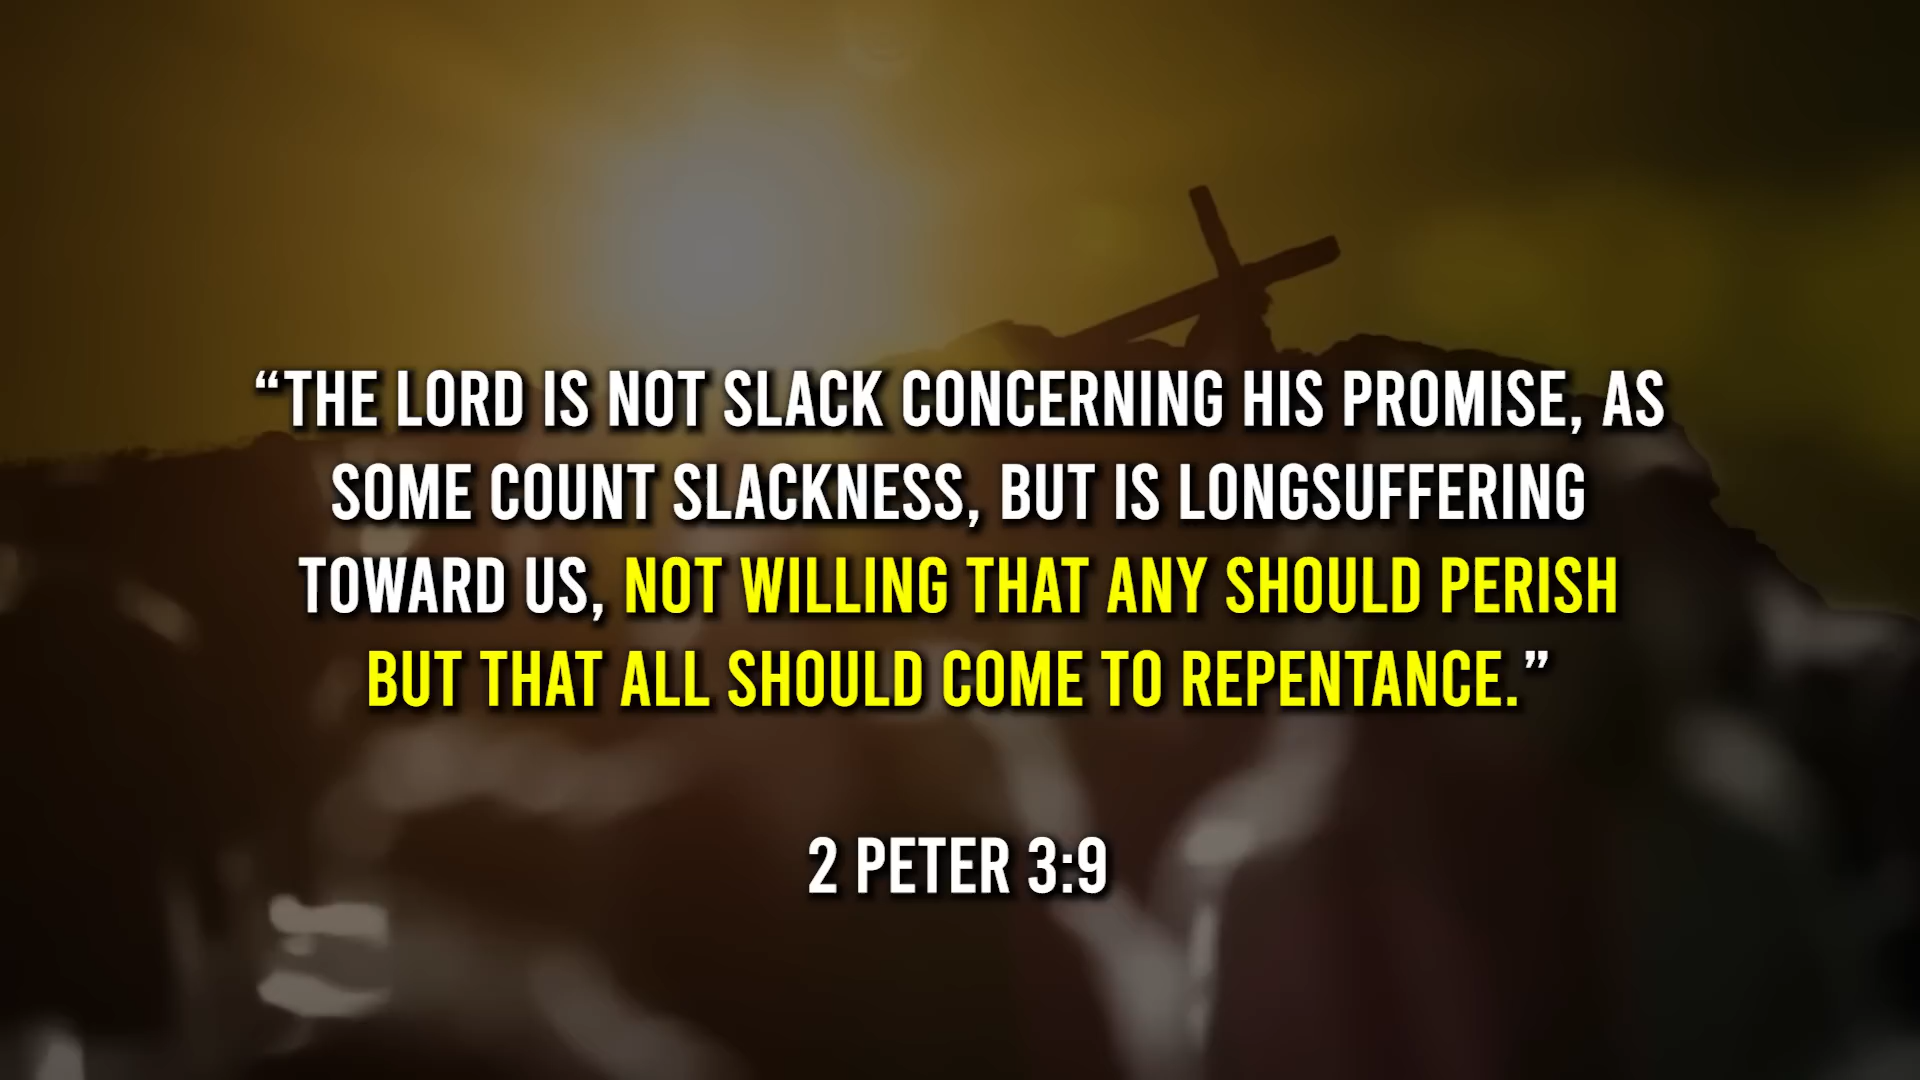 “THE LORD IS NOT SLACK CONCERNING HIS PROMISE, AS
SOME COUNT SLACKNESS, BUT IS LONGSUFFERING
TOWARD US, NOT WILLING THAT ANY SHOULD PERISH
BUT THAT ALL SHOULD COME TO REPENTANCE.”
2 PETER 3:9